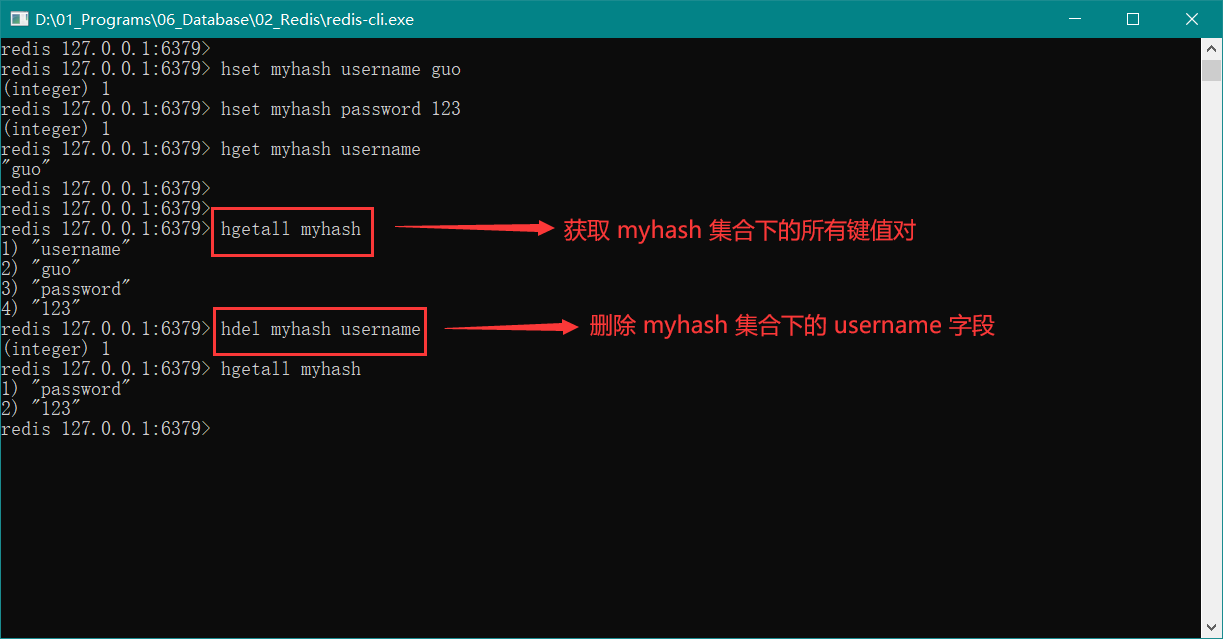 D:\01_Programs\06_Database\02_Redis\redis-cli.exe
redis 127.0.0.1:6379>
redis 127.0.0.1:6379> hset myhash username guo
(integer) 1
redis 127.0.0.1:6379> hset myhash password 123
(integer) 1
redis 127.0.0.1:6379> hget myhash username
"guo"
redis 127.0.0.1:6379>
redis 127.0.0.1:6379>
redis 127.0.0.1:6379> hgetall myhash 获取 myhash 集合下的所有键值对
1) "username"
2) "guo"
3) "password"
4) "123"
redis 127.0.0.1:6379> hdel myhash username 删除 myhash 集合下的 username 字段
(integer) 1
redis 127.0.0.1:6379> hgetall myhash
1) "password"
2) "123"
redis 127.0.0.1:6379>